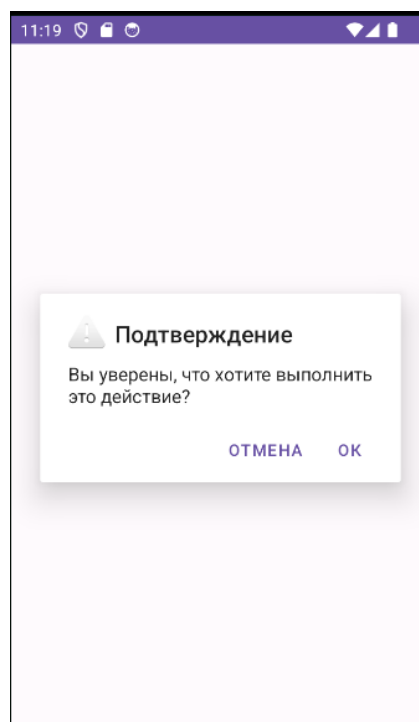 11:19
Подтверждение
Вы уверены, что хотите выполнить
это действие?
ОТМЕНА ОК